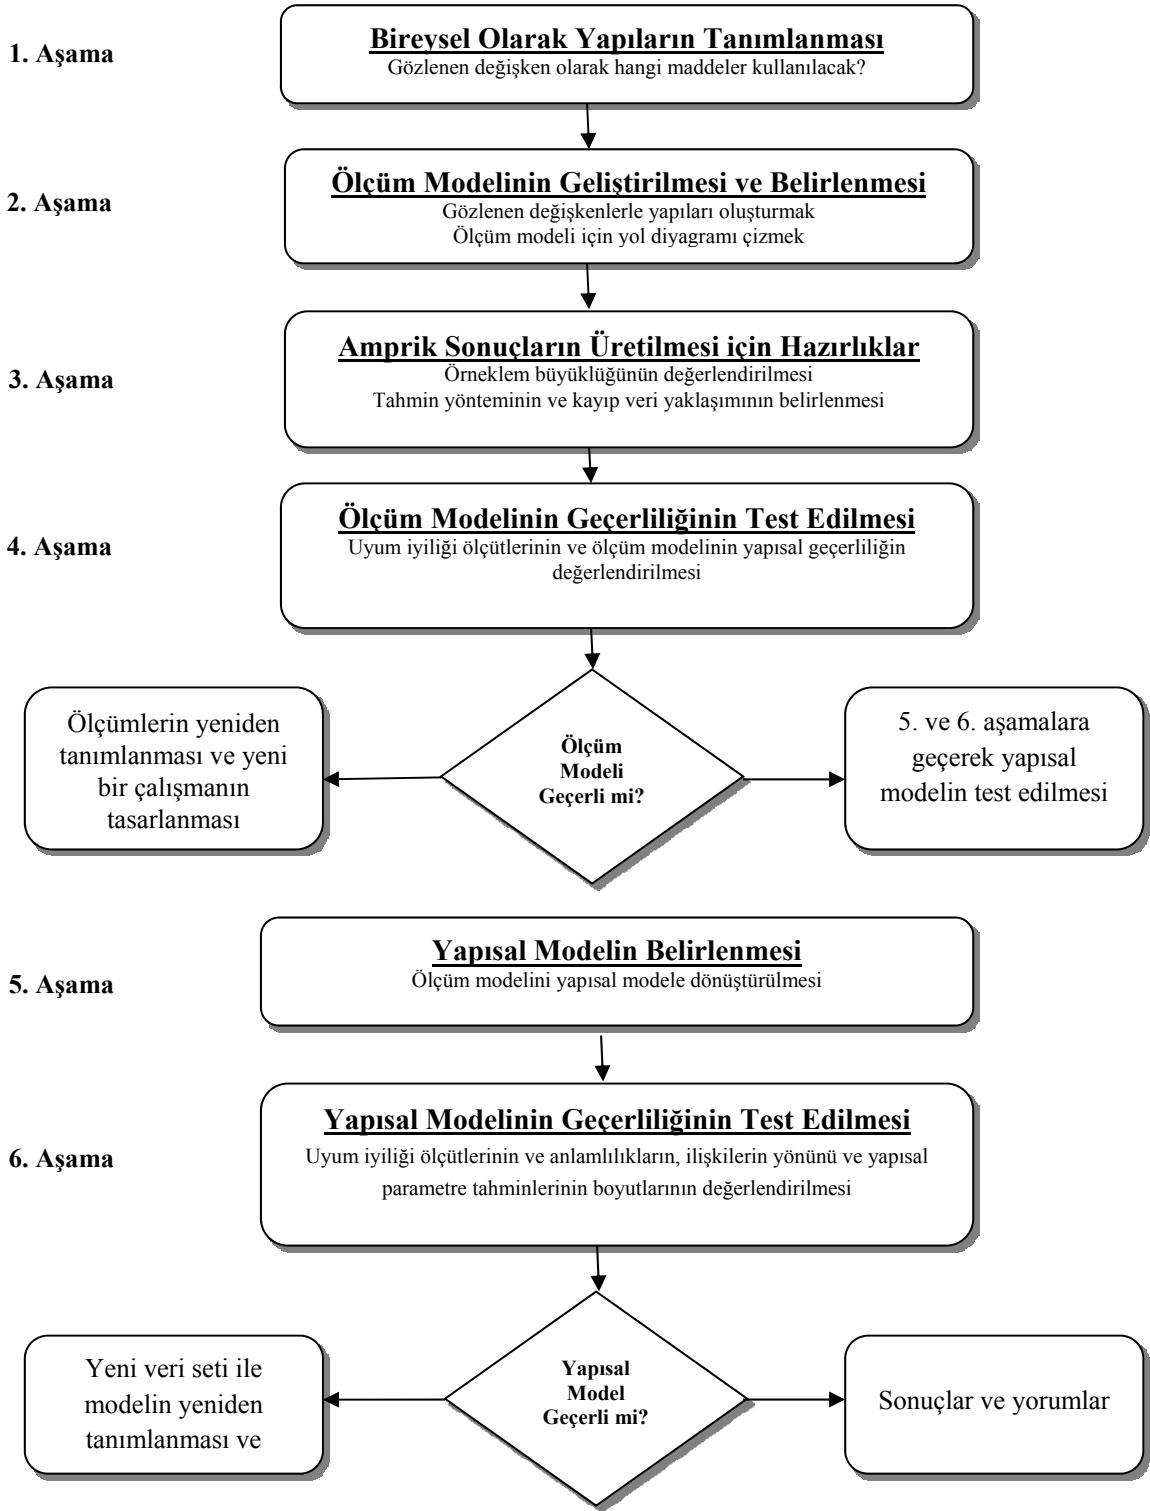 1. Aşama
Bireysel Olarak Yapıların Tanımlanması
Gözlenen değişken olarak hangi maddeler kullanılacak?
2. Aşama
Ölçüm Modelinin Geliştirilmesi ve Belirlenmesi
Gözlenen değişkenlerle yapıları oluşturmak
Ölçüm modeli için yol diyagramı çizmek
3. Aşama
Amprik Sonuçların Üretilmesi için Hazırlıklar
Örneklem büyüklüğünün değerlendirilmesi
Tahmin yönteminin ve kayıp veri yaklaşımının belirlenmesi
4. Aşama
Ölçüm Modelinin Geçerliliğinin Test Edilmesi
Uyum iyiliği ölçütlerinin ve ölçüm modelinin yapısal geçerliliğin
değerlendirilmesi
Ölçümlerin yeniden
tanımlanması ve yeni
bir çalışmanın
tasarlanması
Ölçüm
Modeli
Geçerli mi?
5. ve 6. aşamalara
geçerek yapısal
modelin test edilmesi
5. Aşama
Yapısal Modelin Belirlenmesi
Ölçüm modelini yapısal modele dönüştürülmesi
6. Aşama
Yapısal Modelinin Geçerliliğinin Test Edilmesi
Uyum iyiliği ölçütlerinin ve anlamlılıkların, ilişkilerin yönünü ve yapısal
parametre tahminlerinin boyutlarının değerlendirilmesi
Yeni veri seti ile
modelin yeniden
tanımlanması ve
Yapısal
Model
Geçerli mi?
Sonuçlar ve yorumlar